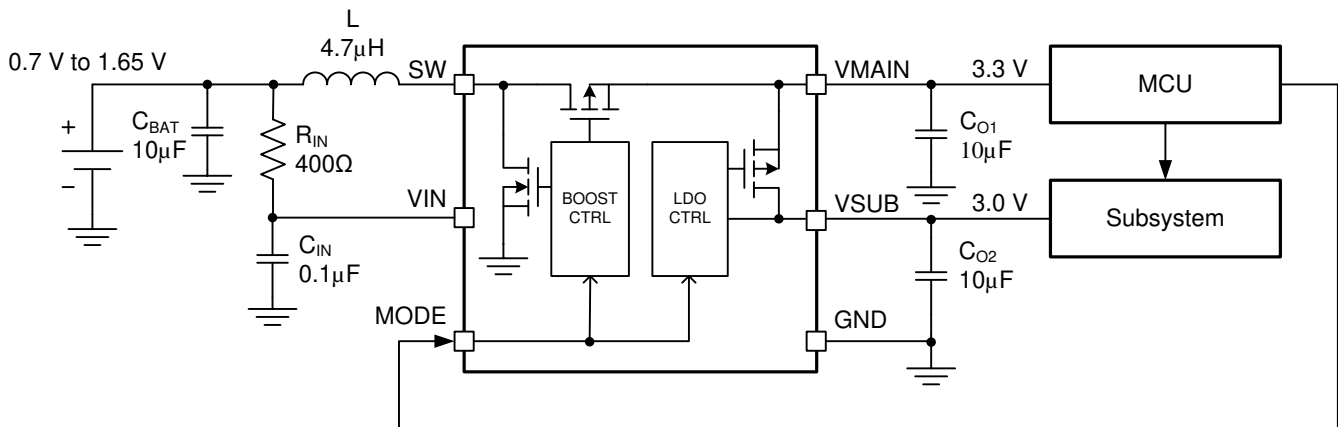 L
4.7μH
0.7 V to 1.65 V
SW
VMAIN
3.3 V
MCU
+
−
C_BAT
10μF
R_IN
400Ω
C_O1
10μF
VIN
BOOST
CTRL
LDO
CTRL
VSUB
3.0 V
Subsystem
C_IN
0.1μF
C_O2
10μF
MODE
GND